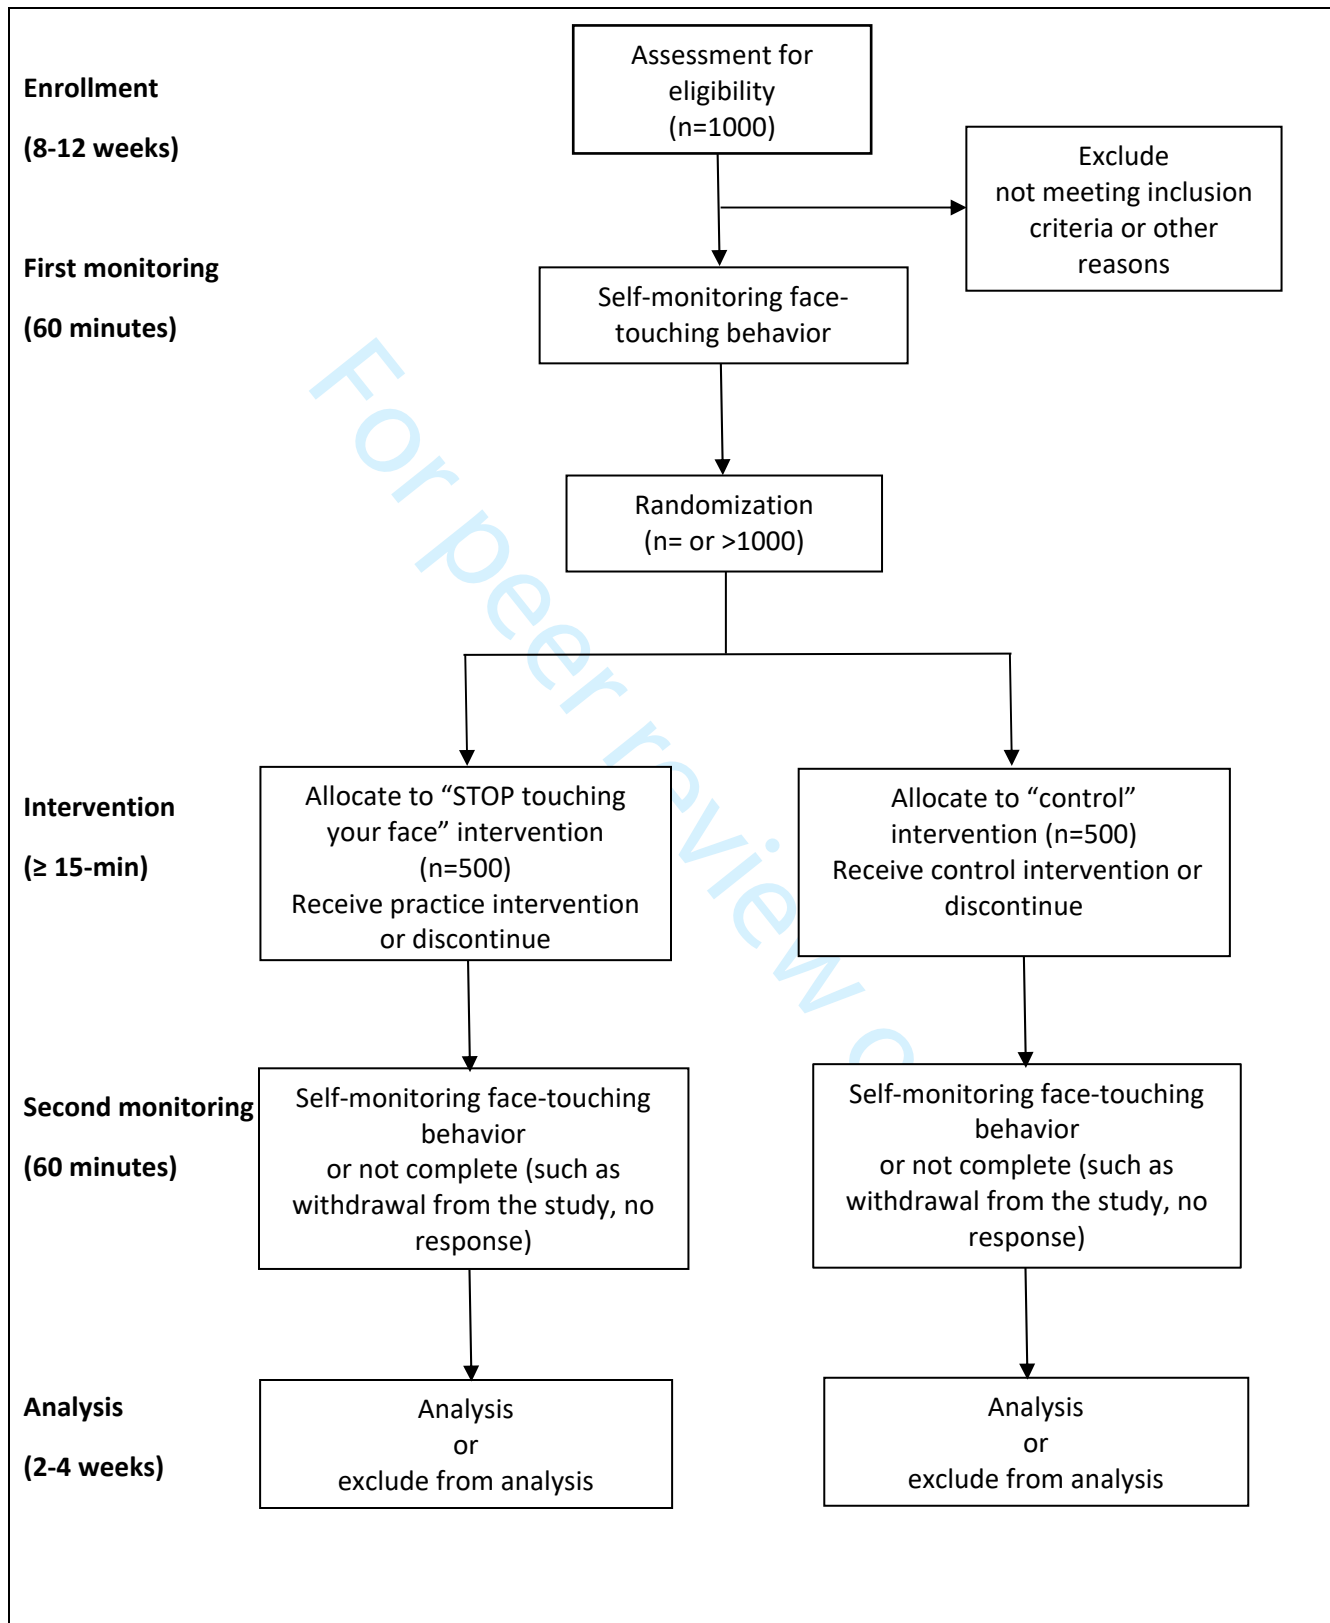 Enrollment
(8-12 weeks)
Assessment for
eligibility
(n=1000)
Exclude
not meeting inclusion
criteria or other
reasons
First monitoring
(60 minutes)
Self-monitoring face-
touching behavior
Randomization
(n= or >1000)
Intervention
(≥ 15-min)
Allocate to “STOP touching
your face” intervention
(n=500)
Receive practice intervention
or discontinue
Allocate to “control”
intervention (n=500)
Receive control intervention or
discontinue
Second monitoring
(60 minutes)
Self-monitoring face-touching
behavior
or not complete (such as
withdrawal from the study, no
response)
Self-monitoring face-touching
behavior
or not complete (such as
withdrawal from the study, no
response)
Analysis
(2-4 weeks)
Analysis
or
exclude from analysis
Analysis
or
exclude from analysis
For peer review